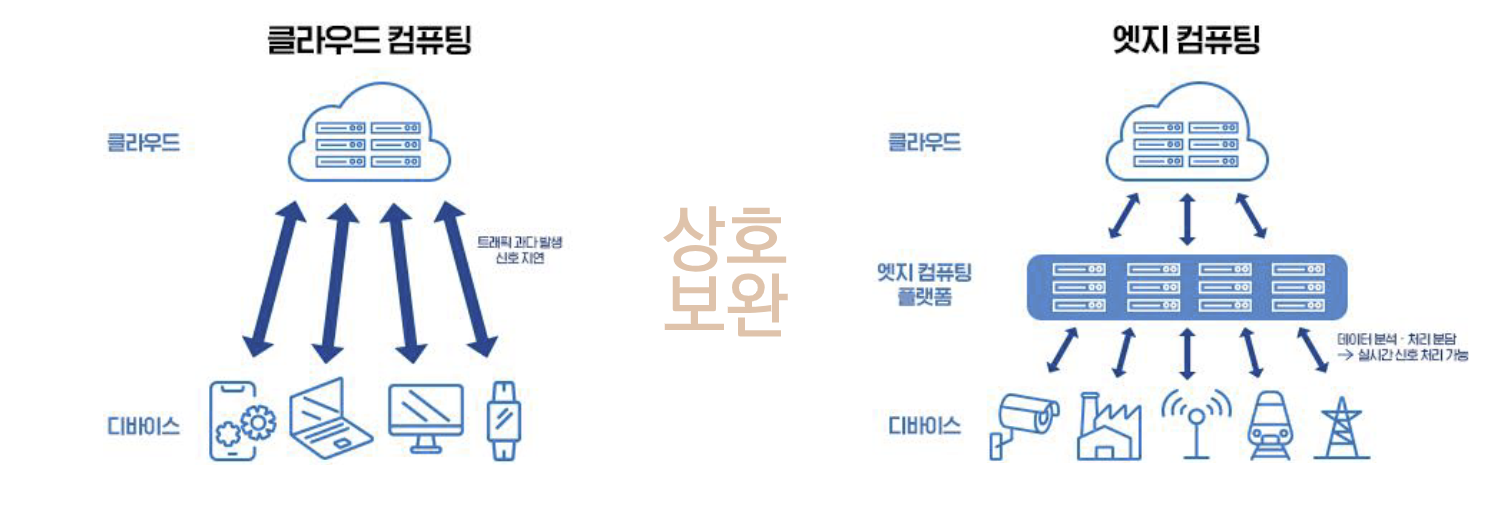 클라우드 컴퓨팅
클라우드
트래픽 과다 발생
신호 지연
디바이스
상호
보완
엣지 컴퓨팅
클라우드
엣지 컴퓨팅
플랫폼
데이터 분석 · 처리 분담
→ 실시간 신호 처리 가능
디바이스